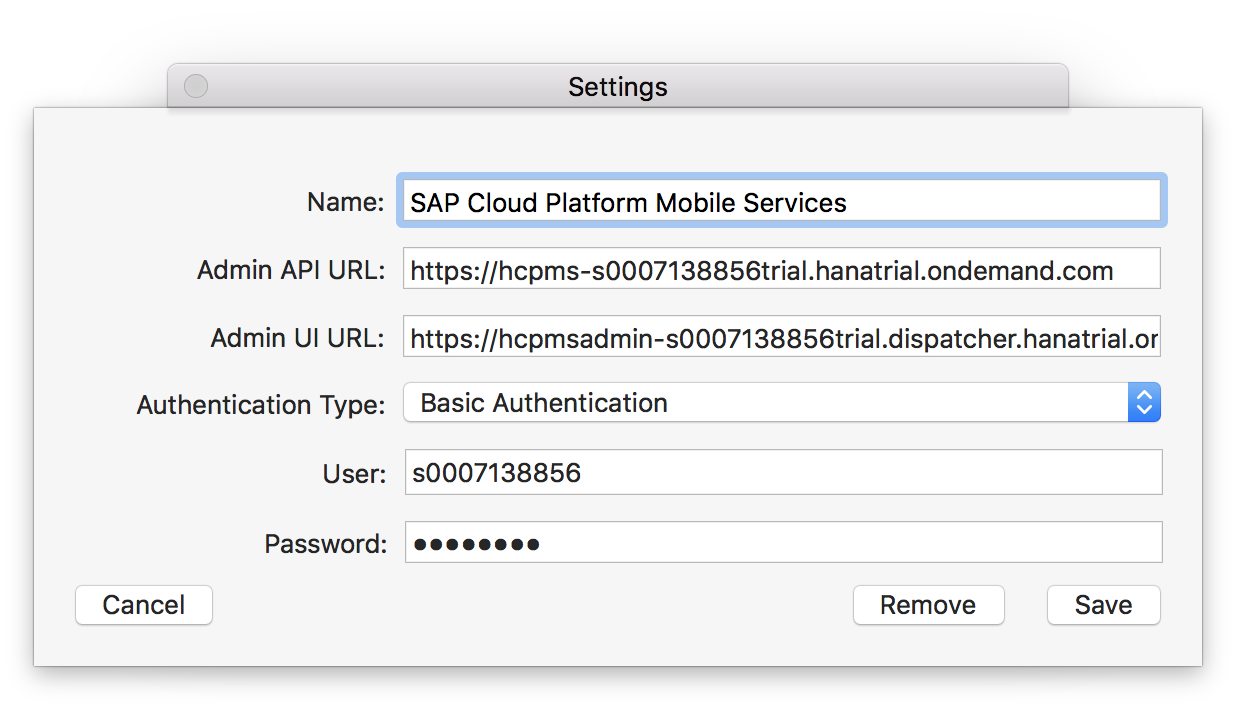 Settings
Name: SAP Cloud Platform Mobile Services
Admin API URL: https://hcpms-s0007138856trial.hanatrial.ondemand.com
Admin UI URL: https://hcpmsadmin-s0007138856trial.dispatcher.hanatrial.or
Authentication Type: Basic Authentication
User: s0007138856
Password: ●●●●●●●●
Cancel Remove Save